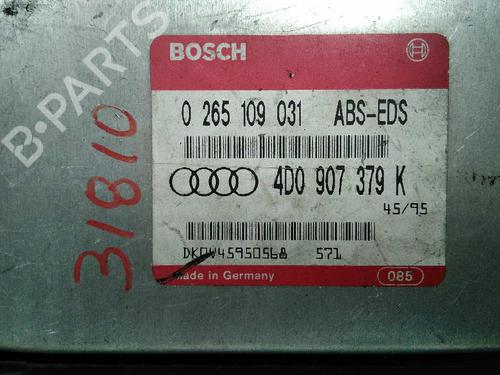 B-PARTS
BOSCH
0 265 109 031 ABS-EDS
4D0 907 379 K
45/95
DKOW45950568 571
Made in Germany
085
31810